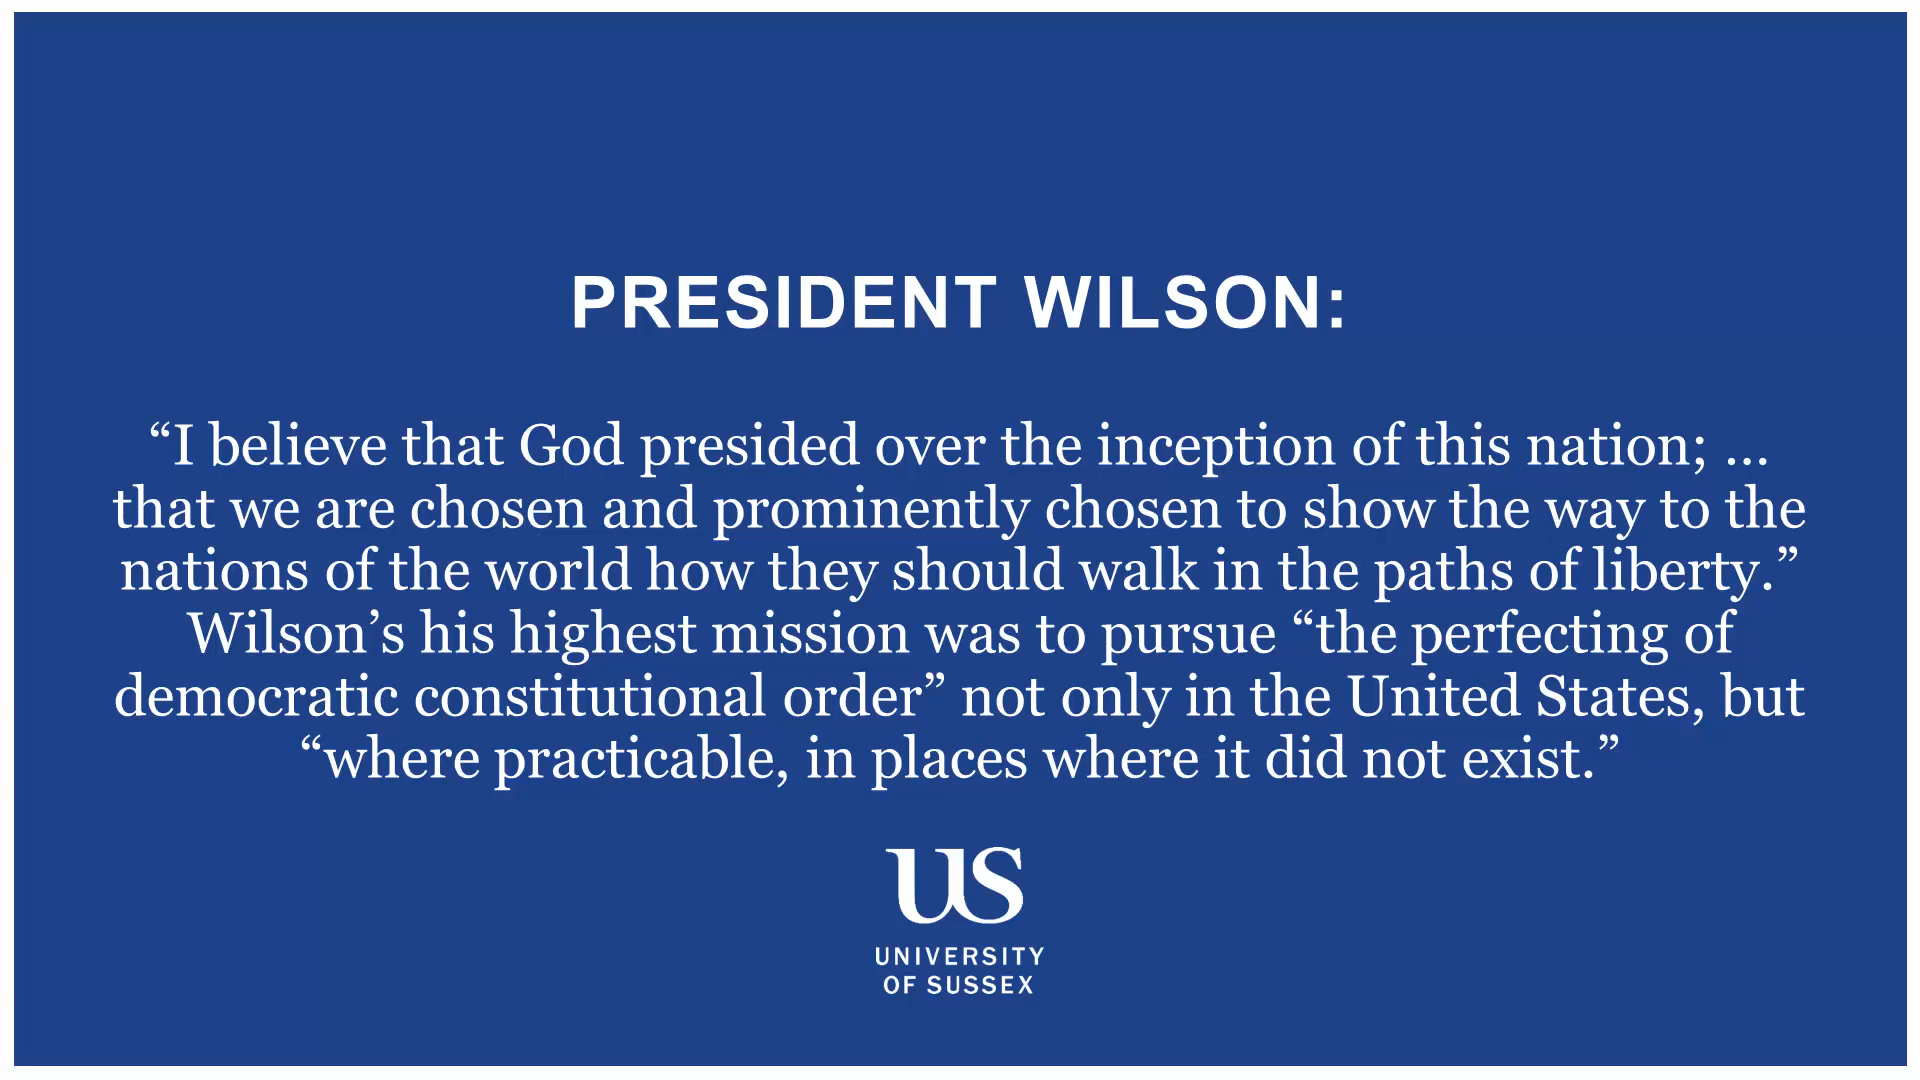 PRESIDENT WILSON:
“I believe that God presided over the inception of this nation; …
that we are chosen and prominently chosen to show the way to the
nations of the world how they should walk in the paths of liberty.”
Wilson’s his highest mission was to pursue “the perfecting of
democratic constitutional order” not only in the United States, but
“where practicable, in places where it did not exist.”
US
UNIVERSITY
OF SUSSEX